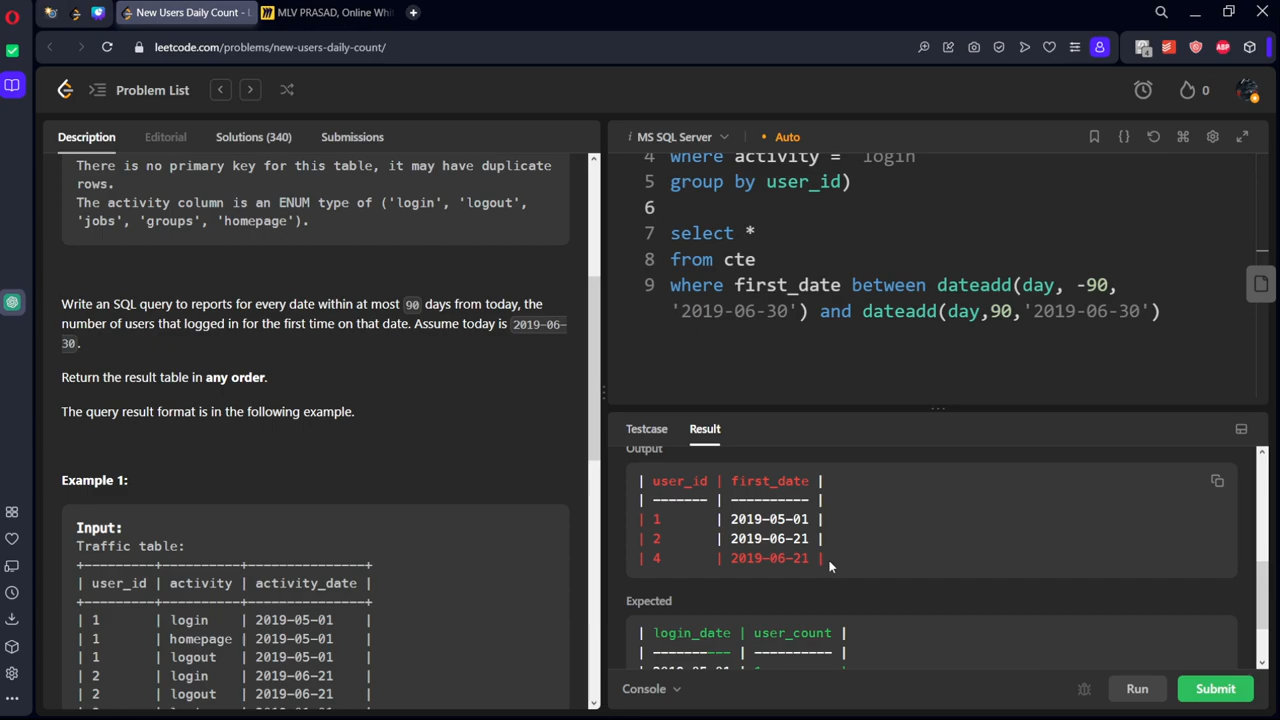 New Users Daily Count - L
MLV PRASAD, Online Whit
leetcode.com/problems/new-users-daily-count/
ABP
Problem List
0
Description
Editorial
Solutions (340)
Submissions
There is no primary key for this table, it may have duplicate
rows.
The activity column is an ENUM type of ('login', 'logout',
'jobs', 'groups', 'homepage').
Write an SQL query to reports for every date within at most 90 days from today, the
number of users that logged in for the first time on that date. Assume today is 2019-06-
30.
Return the result table in any order.
The query result format is in the following example.
Example 1:
Input:
Traffic table:
+---------+----------+---------------+
| user_id | activity | activity_date |
+---------+----------+---------------+
| 1 | login | 2019-05-01 |
| 1 | homepage | 2019-05-01 |
| 1 | logout | 2019-05-01 |
| 2 | login | 2019-06-21 |
| 2 | logout | 2019-06-21 |
i MS SQL Server
• Auto
4 where activity = login
5 group by user_id)
6
7 select *
8 from cte
9 where first_date between dateadd(day, -90,
'2019-06-30') and dateadd(day,90,'2019-06-30')
Testcase
Result
Output
| user_id | first_date |
| ------- | ---------- |
| 1 | 2019-05-01 |
| 2 | 2019-06-21 |
| 4 | 2019-06-21 |
Expected
| login_date | user_count |
| ---------- | ---------- |
Console
Run
Submit